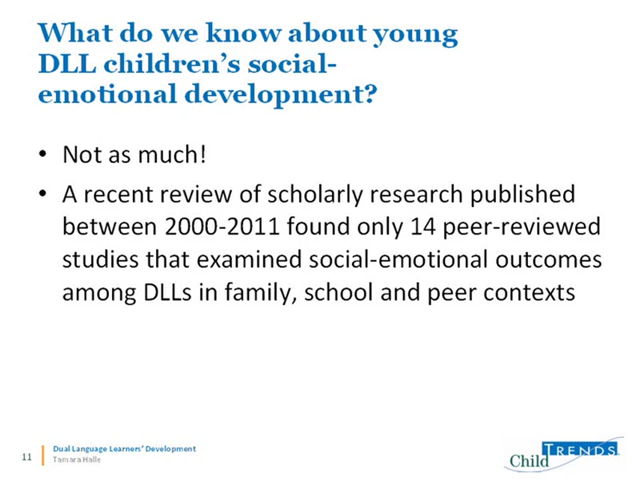 What do we know about young
DLL children's social-
emotional development?
• Not as much!
• A recent review of scholarly research published
between 2000-2011 found only 14 peer-reviewed
studies that examined social-emotional outcomes
among DLLs in family, school and peer contexts
11
Dual Language Learners' Development
Tamara Halle
Child TRENDS